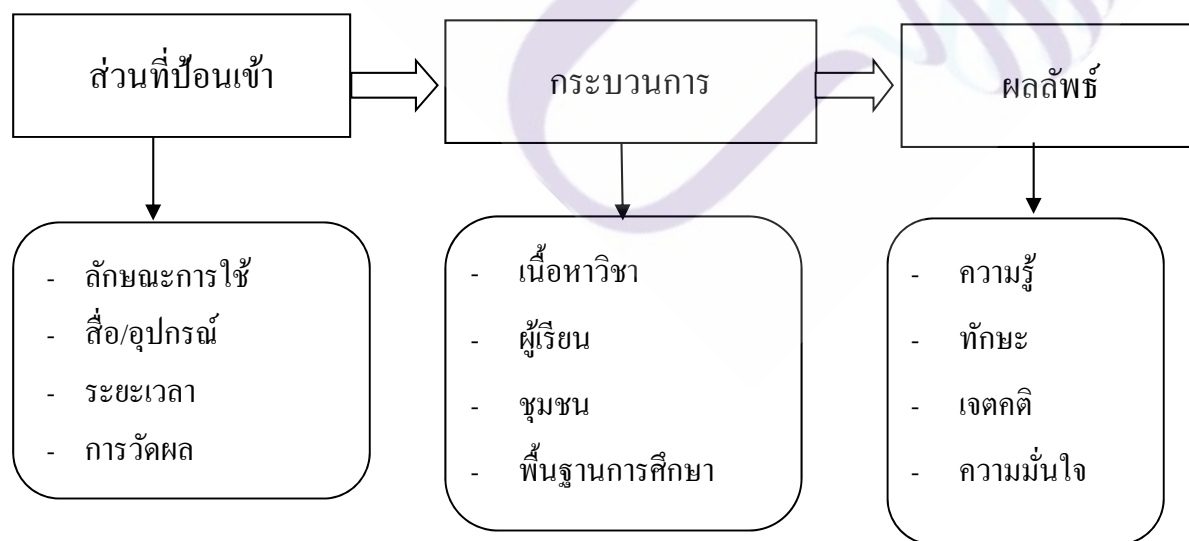 ส่วนที่ป้อนเข้า
กระบวนการ
ผลลัพธ์
- ลักษณะการใช้
- สื่อ/อุปกรณ์
- ระยะเวลา
- การวัดผล
- เนื้อหาวิชา
- ผู้เรียน
- ชุมชน
- พื้นฐานการศึกษา
- ความรู้
- ทักษะ
- เจตคติ
- ความมั่นใจ